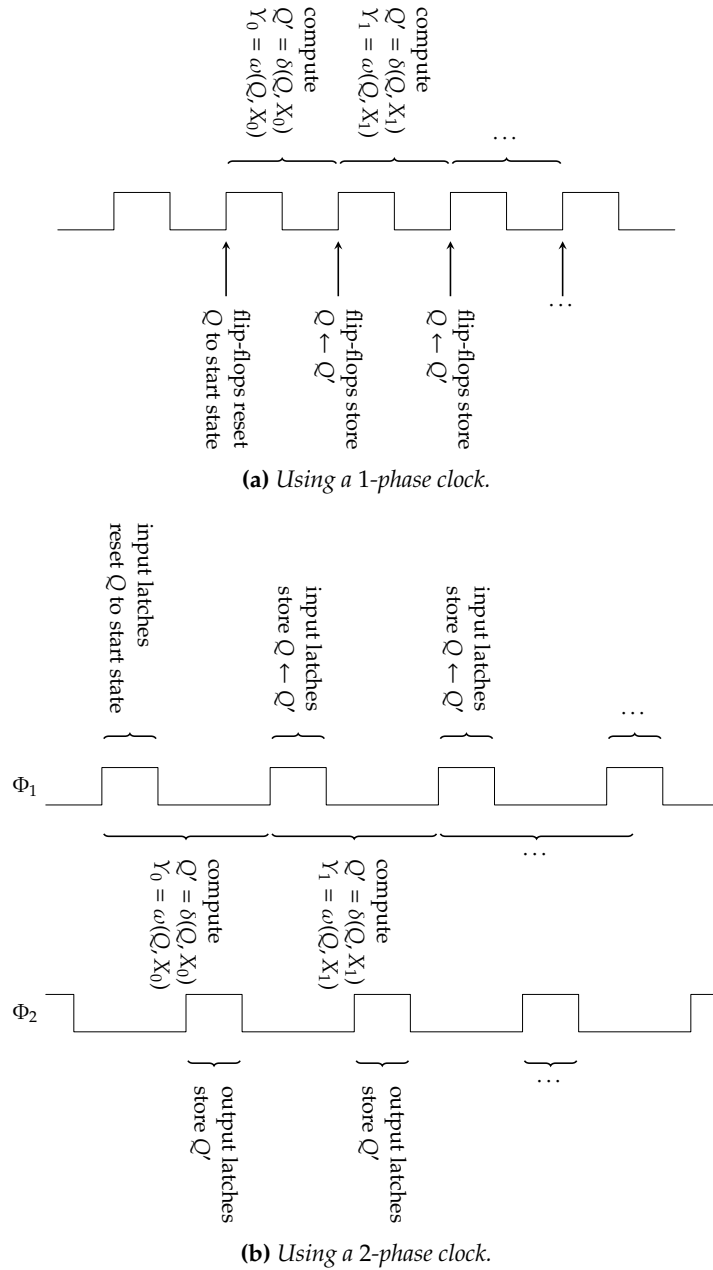 compute
Q′ = δ(Q, X₀)
Y₀ = ω(Q, X₀)
compute
Q′ = δ(Q, X₁)
Y₁ = ω(Q, X₁)
...
flip-flops reset
Q to start state
flip-flops store
Q ← Q′
flip-flops store
Q ← Q′
...
(a) Using a 1-phase clock.
input latches
reset Q to start state
input latches
store Q ← Q′
input latches
store Q ← Q′
...
Φ₁
compute
Q′ = δ(Q, X₀)
Y₀ = ω(Q, X₀)
compute
Q′ = δ(Q, X₁)
Y₁ = ω(Q, X₁)
...
Φ₂
output latches
store Q′
output latches
store Q′
...
(b) Using a 2-phase clock.